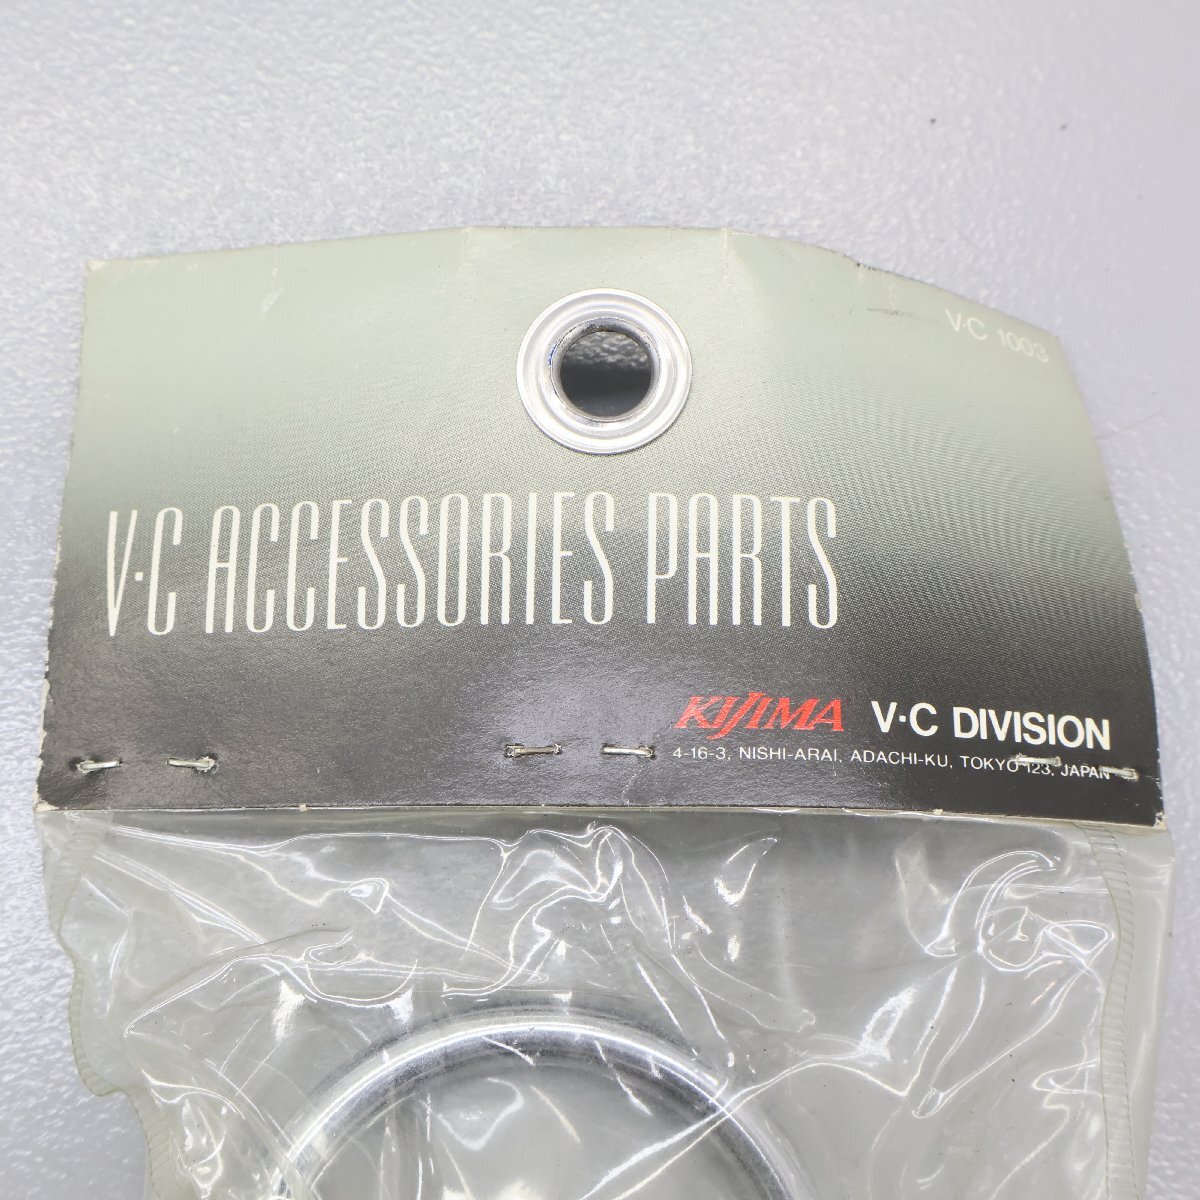 V·C 1003
V·C ACCESSORIES PARTS
KIJIMA V·C DIVISION
4-16-3, NISHI-ARAI, ADACHI-KU, TOKYO 123, JAPAN